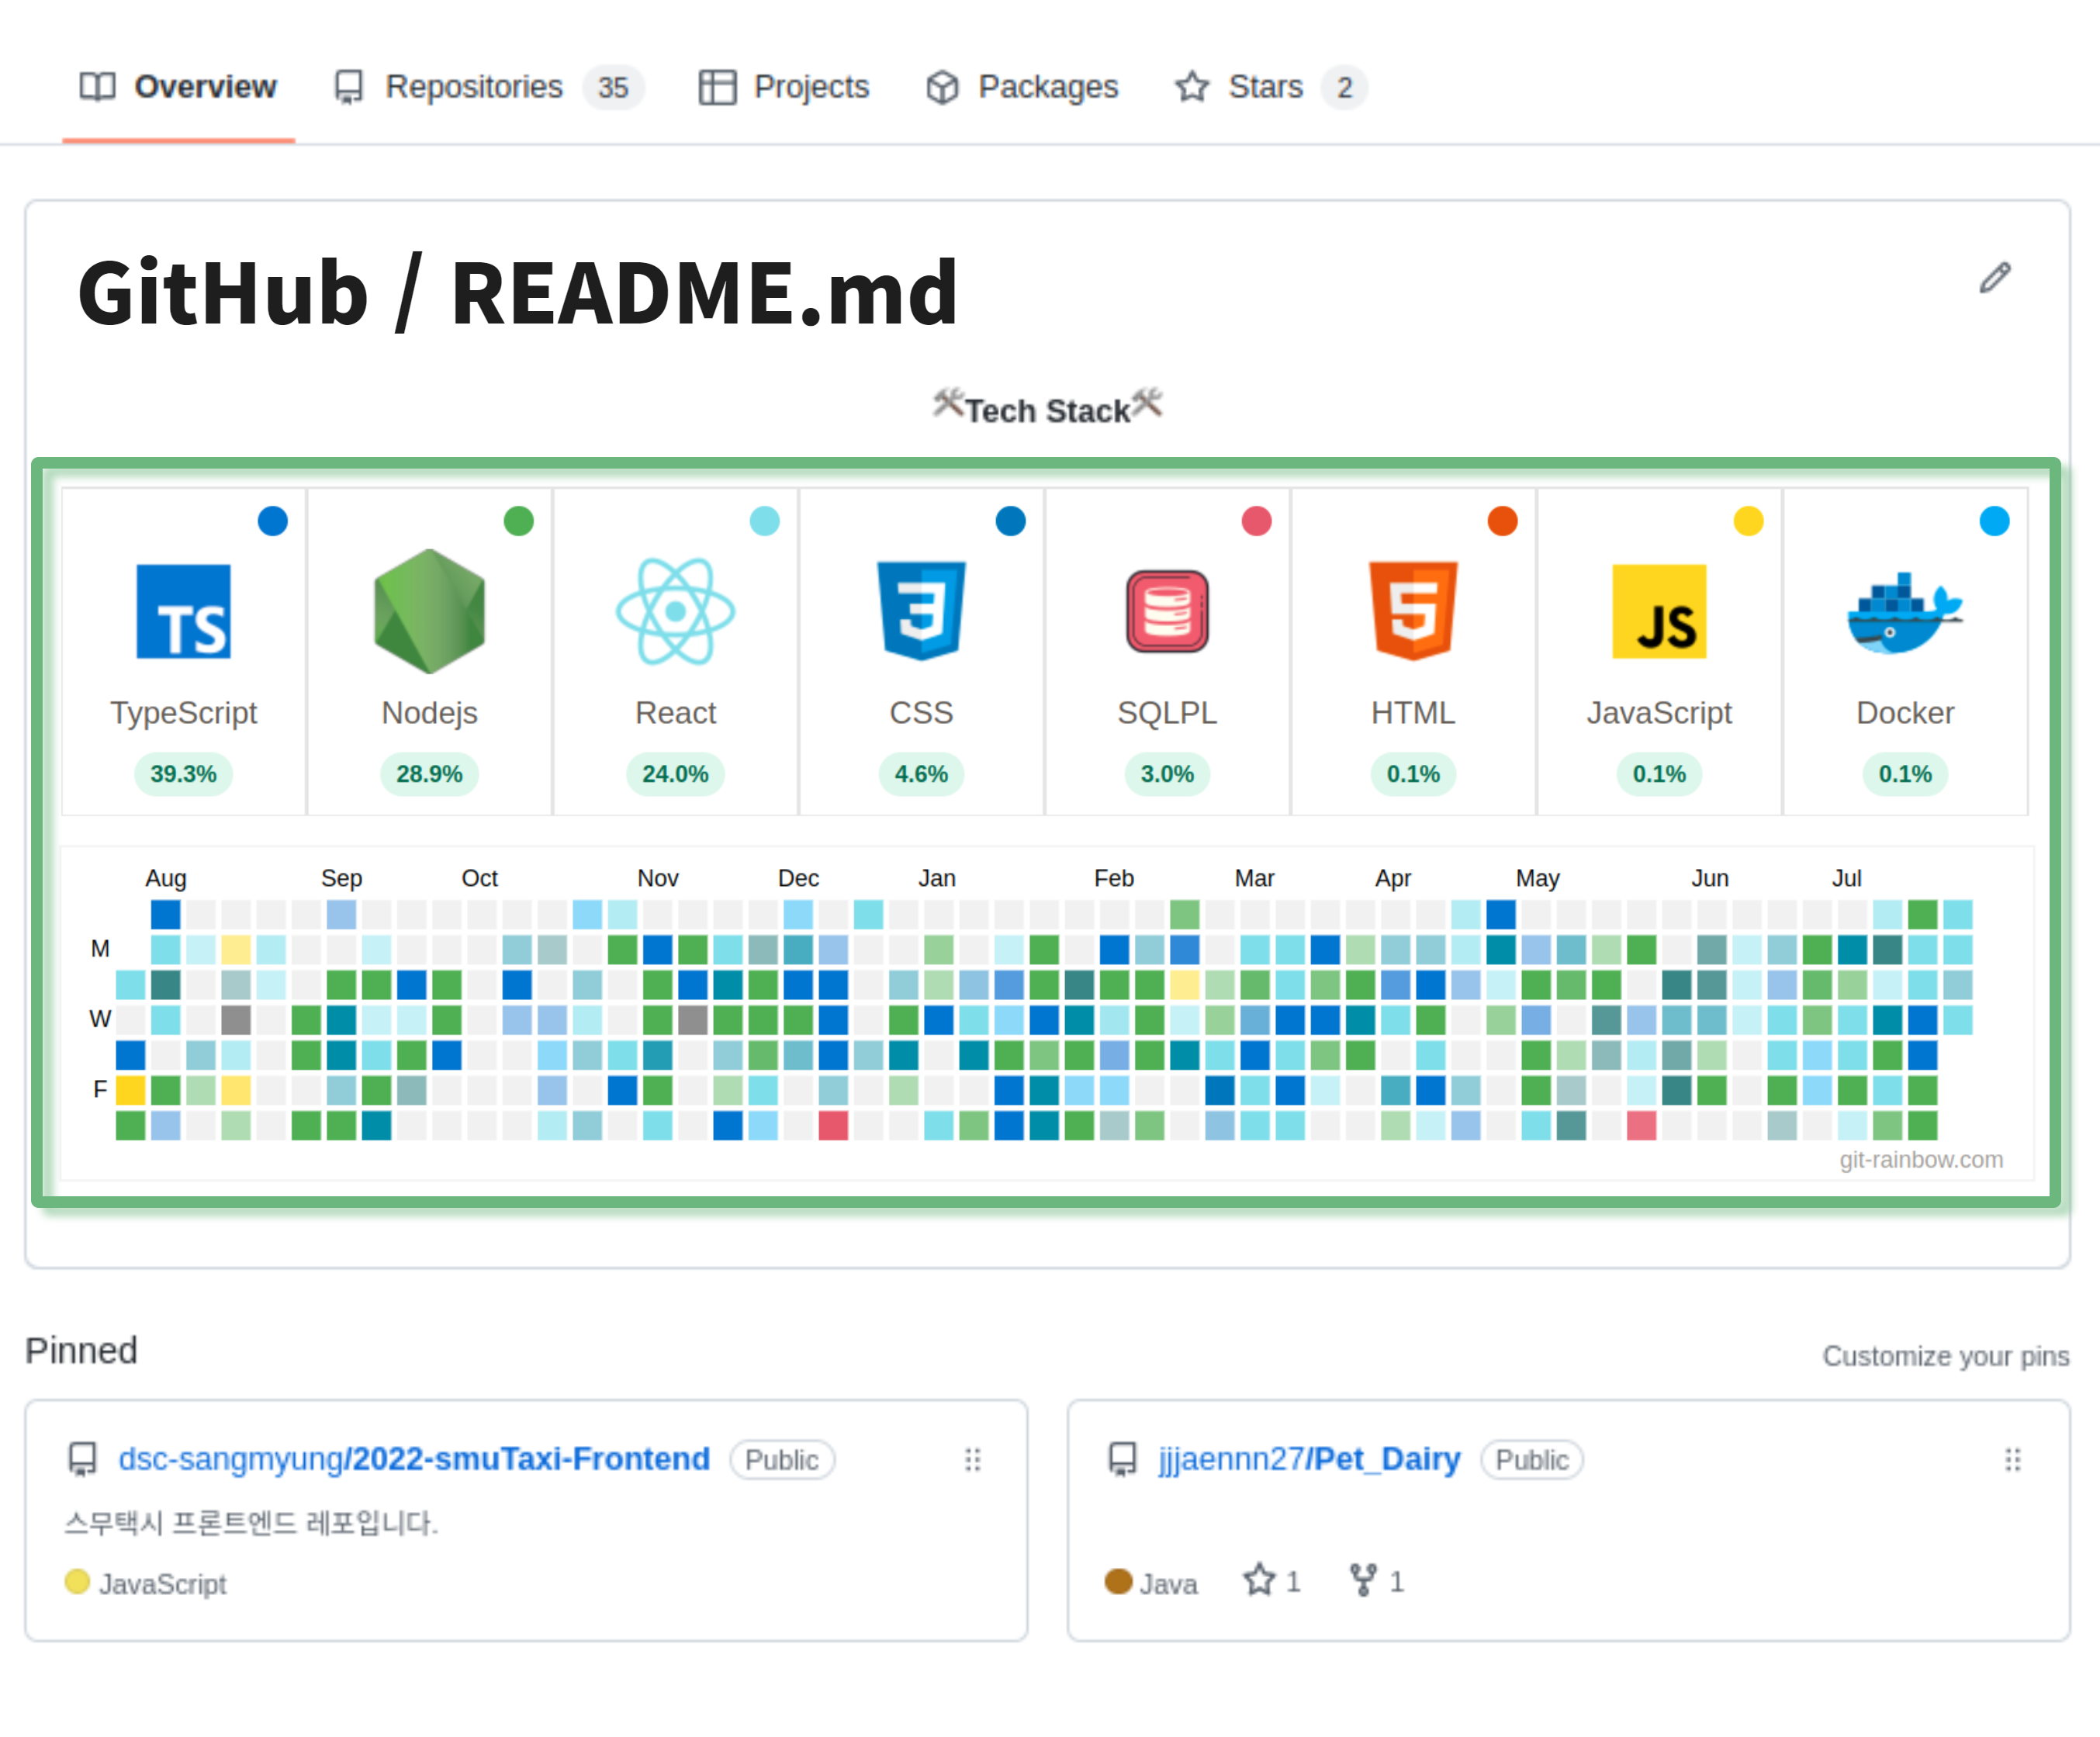 Overview Repositories 35 Projects Packages Stars 2
GitHub / README.md
🛠Tech Stack🛠
TS 3 5 JS
TypeScript Nodejs React CSS SQLPL HTML JavaScript Docker
39.3% 28.9% 24.0% 4.6% 3.0% 0.1% 0.1% 0.1%
Aug Sep Oct Nov Dec Jan Feb Mar Apr May Jun Jul
M
W
F
git-rainbow.com
Pinned Customize your pins
dsc-sangmyung/2022-smuTaxi-Frontend Public
스무택시 프론트엔드 레포입니다.
JavaScript
jjjaennn27/Pet_Dairy Public
Java 1 1